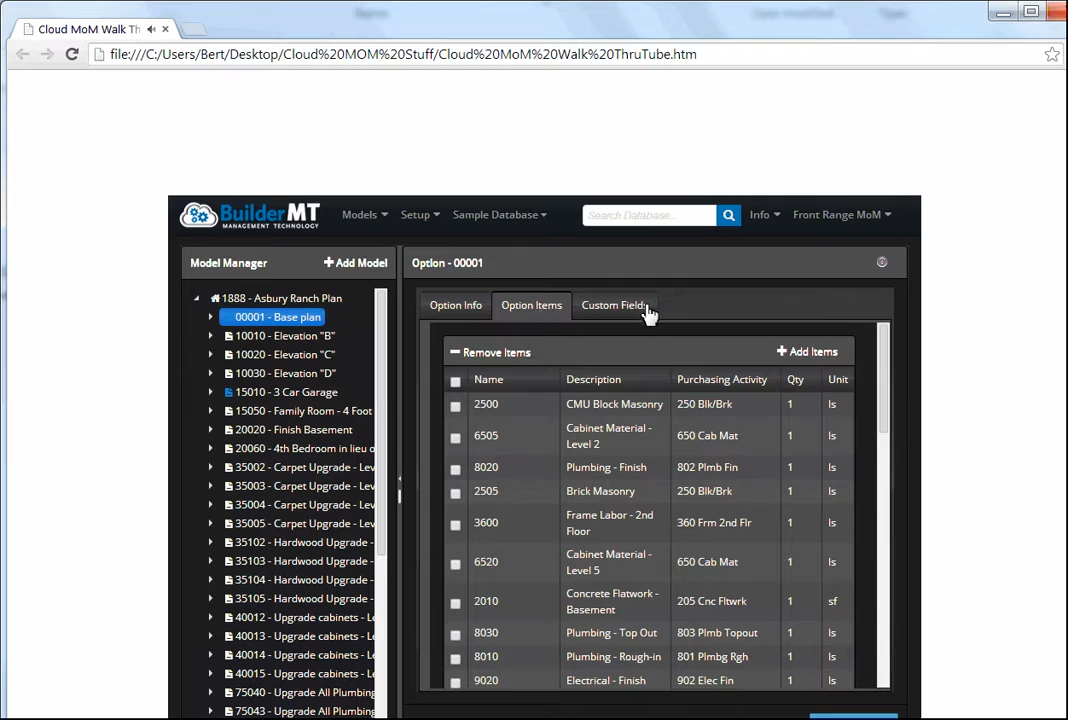 Name Date modified Type
Cloud MoM Walk Th
file:///C:/Users/Bert/Desktop/Cloud%20MOM%20Stuff/Cloud%20MoM%20Walk%20ThruTube.htm
BuilderMT
MANAGEMENT TECHNOLOGY
Models Setup Sample Database Search Database... Info Front Range MoM
Model Manager Add Model
1888 - Asbury Ranch Plan
00001 - Base plan
10010 - Elevation "B"
10020 - Elevation "C"
10030 - Elevation "D"
15010 - 3 Car Garage
15050 - Family Room - 4 Foot
20020 - Finish Basement
20060 - 4th Bedroom in lieu o
35002 - Carpet Upgrade - Lev
35003 - Carpet Upgrade - Lev
35004 - Carpet Upgrade - Lev
35005 - Carpet Upgrade - Lev
35102 - Hardwood Upgrade -
35103 - Hardwood Upgrade -
35104 - Hardwood Upgrade -
35105 - Hardwood Upgrade -
40012 - Upgrade cabinets - Le
40013 - Upgrade cabinets - Le
40014 - Upgrade cabinets - Le
40015 - Upgrade cabinets - Le
75040 - Upgrade All Plumbing
75043 - Upgrade All Plumbing
Option - 00001
Option Info Option Items Custom Fields
Remove Items Add Items
Name Description Purchasing Activity Qty Unit
2500 CMU Block Masonry 250 Blk/Brk 1 ls
6505 Cabinet Material - Level 2 650 Cab Mat 1 ls
8020 Plumbing - Finish 802 Plmb Fin 1 ls
2505 Brick Masonry 250 Blk/Brk 1 ls
3600 Frame Labor - 2nd Floor 360 Frm 2nd Flr 1 ls
6520 Cabinet Material - Level 5 650 Cab Mat 1 ls
2010 Concrete Flatwork - Basement 205 Cnc Fltwrk 1 sf
8030 Plumbing - Top Out 803 Plmb Topout 1 ls
8010 Plumbing - Rough-in 801 Plmbg Rgh 1 ls
9020 Electrical - Finish 902 Elec Fin 1 ls